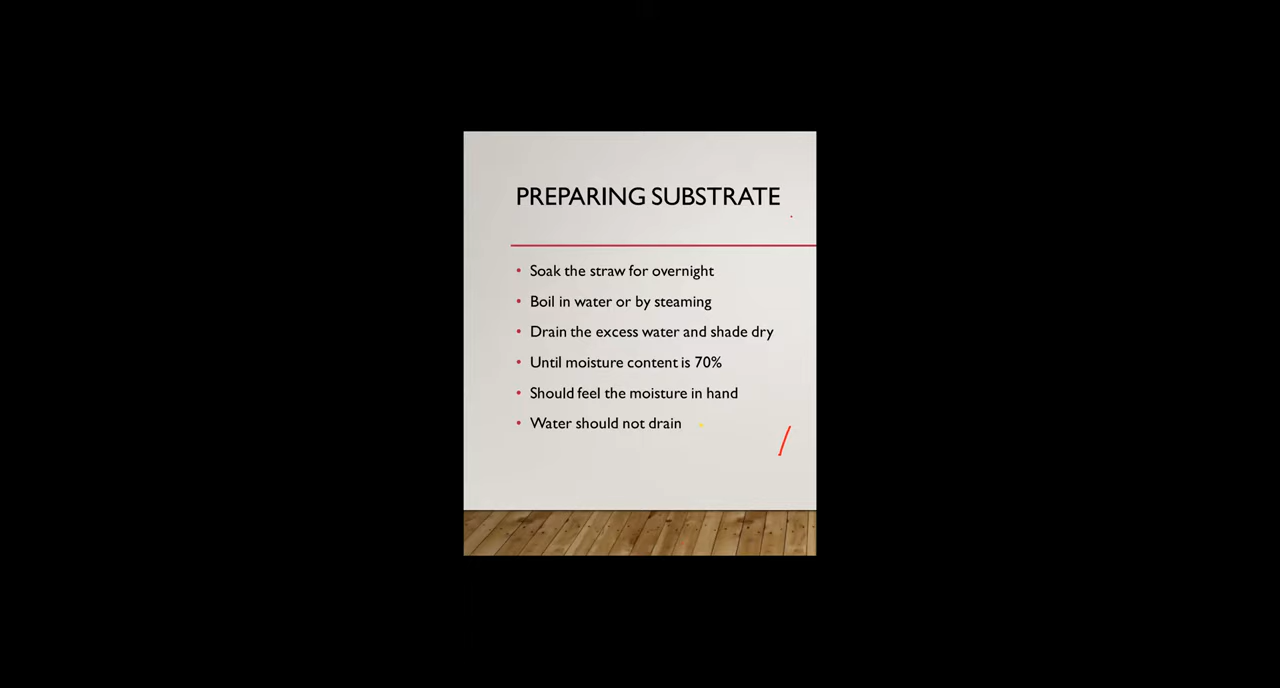 PREPARING SUBSTRATE
• Soak the straw for overnight
• Boil in water or by steaming
• Drain the excess water and shade dry
• Until moisture content is 70%
• Should feel the moisture in hand
• Water should not drain